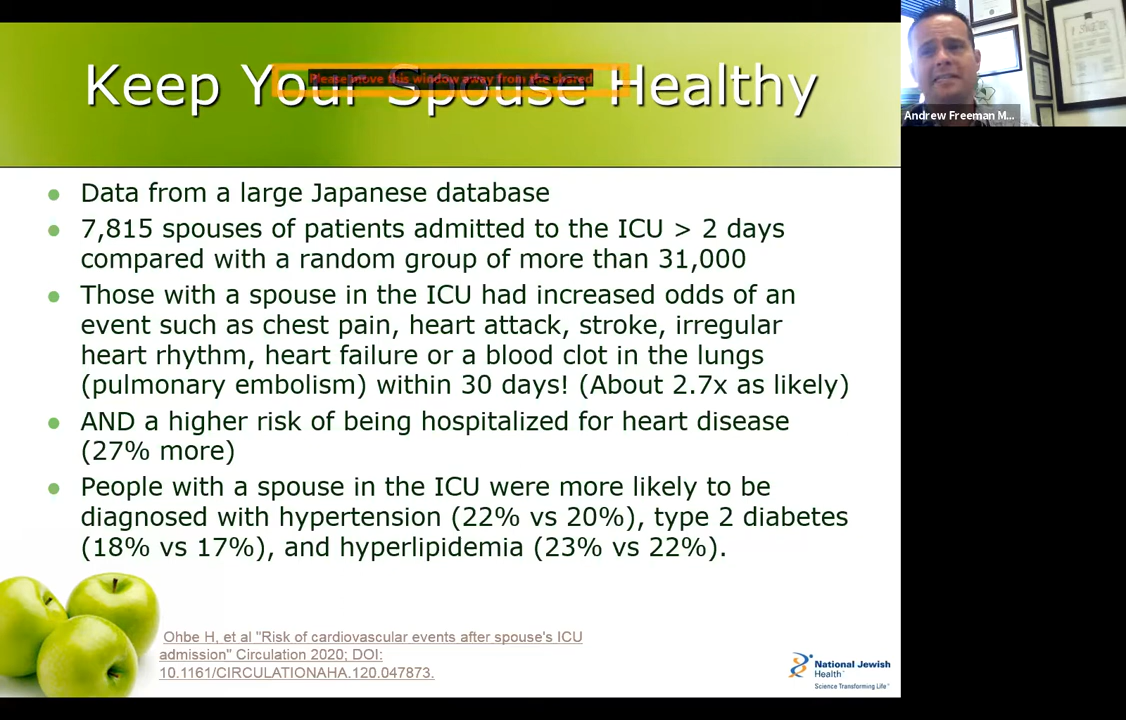 Keep Your Spouse Healthy
Please move this window away from the shared
Andrew Freeman M...
Data from a large Japanese database
7,815 spouses of patients admitted to the ICU > 2 days
compared with a random group of more than 31,000
Those with a spouse in the ICU had increased odds of an
event such as chest pain, heart attack, stroke, irregular
heart rhythm, heart failure or a blood clot in the lungs
(pulmonary embolism) within 30 days! (About 2.7x as likely)
AND a higher risk of being hospitalized for heart disease
(27% more)
People with a spouse in the ICU were more likely to be
diagnosed with hypertension (22% vs 20%), type 2 diabetes
(18% vs 17%), and hyperlipidemia (23% vs 22%).
Ohbe H, et al "Risk of cardiovascular events after spouse's ICU
admission" Circulation 2020; DOI:
10.1161/CIRCULATIONAHA.120.047873.
National Jewish
Health
Science Transforming Life